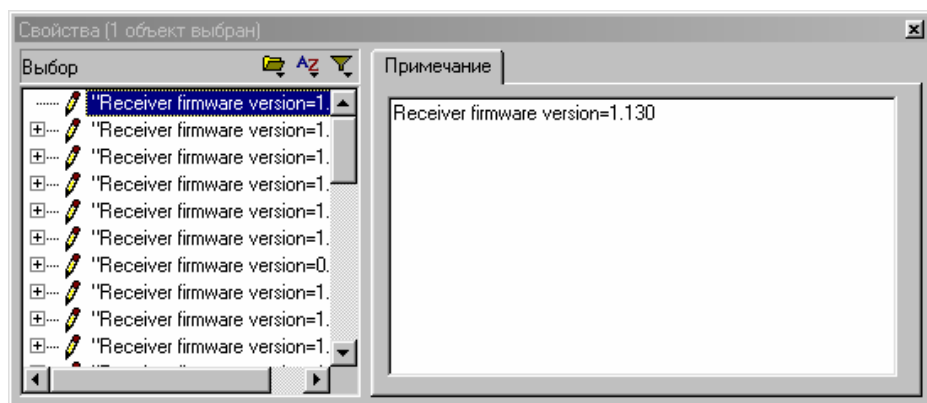 Свойства (1 объект выбран)
Выбор
AZ
Примечание
"Receiver firmware version=1.
"Receiver firmware version=1.
"Receiver firmware version=1.
"Receiver firmware version=1.
"Receiver firmware version=1.
"Receiver firmware version=1.
"Receiver firmware version=0.
"Receiver firmware version=1.
"Receiver firmware version=1.
"Receiver firmware version=1.
Receiver firmware version=1.130